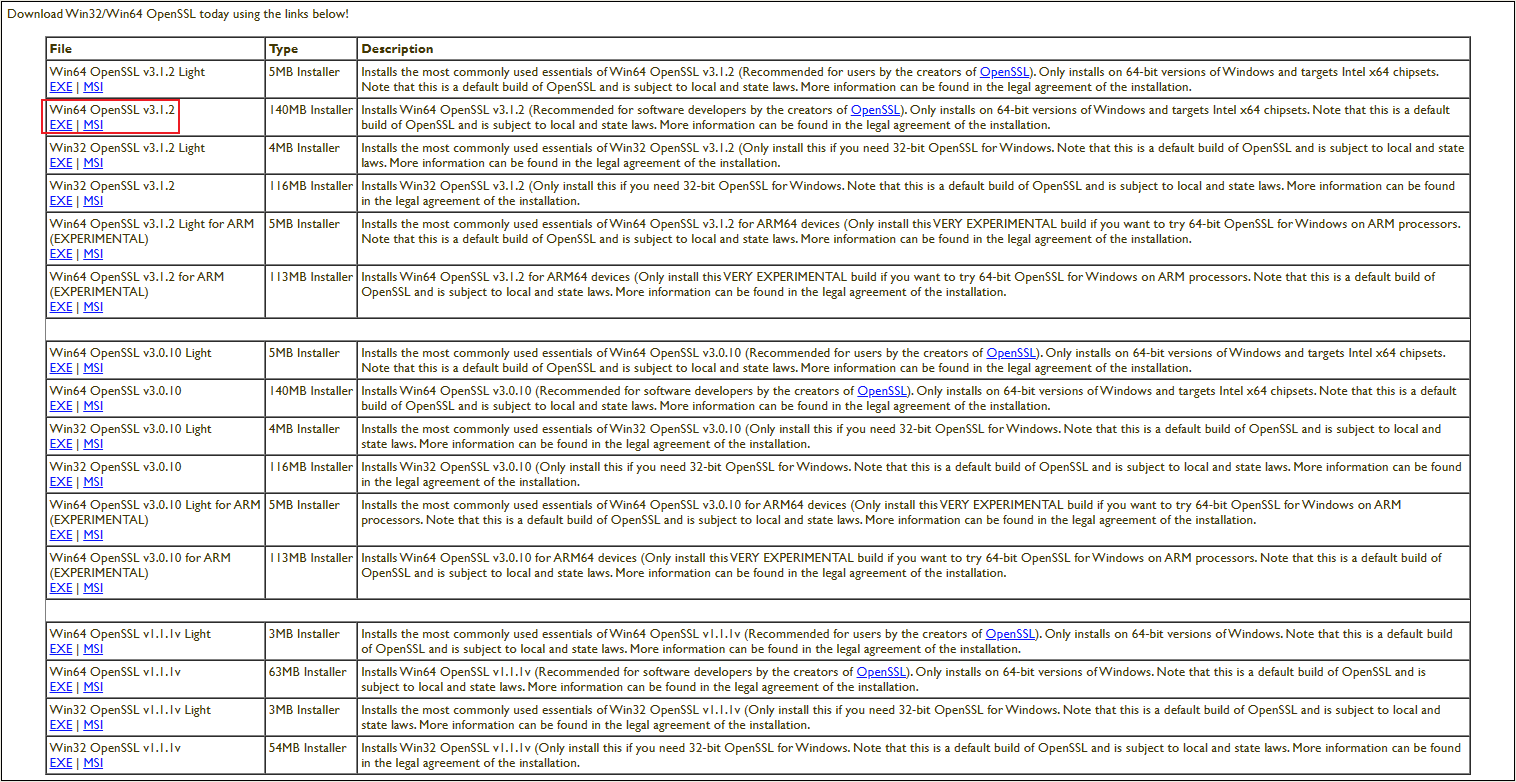 Download Win32/Win64 OpenSSL today using the links below!
File Type Description
Win64 OpenSSL v3.1.2 Light
EXE | MSI
5MB Installer
Installs the most commonly used essentials of Win64 OpenSSL v3.1.2 (Recommended for users by the creators of OpenSSL). Only installs on 64-bit versions of Windows and targets Intel x64 chipsets.
Note that this is a default build of OpenSSL and is subject to local and state laws. More information can be found in the legal agreement of the installation.
Win64 OpenSSL v3.1.2
EXE | MSI
140MB Installer
Installs Win64 OpenSSL v3.1.2 (Recommended for software developers by the creators of OpenSSL). Only installs on 64-bit versions of Windows and targets Intel x64 chipsets. Note that this is a default
build of OpenSSL and is subject to local and state laws. More information can be found in the legal agreement of the installation.
Win32 OpenSSL v3.1.2 Light
EXE | MSI
4MB Installer
Installs the most commonly used essentials of Win32 OpenSSL v3.1.2 (Only install this if you need 32-bit OpenSSL for Windows. Note that this is a default build of OpenSSL and is subject to local and state
laws. More information can be found in the legal agreement of the installation.
Win32 OpenSSL v3.1.2
EXE | MSI
116MB Installer
Installs Win32 OpenSSL v3.1.2 (Only install this if you need 32-bit OpenSSL for Windows. Note that this is a default build of OpenSSL and is subject to local and state laws. More information can be found
in the legal agreement of the installation.
Win64 OpenSSL v3.1.2 Light for ARM
(EXPERIMENTAL)
EXE | MSI
5MB Installer
Installs the most commonly used essentials of Win64 OpenSSL v3.1.2 for ARM64 devices (Only install this VERY EXPERIMENTAL build if you want to try 64-bit OpenSSL for Windows on ARM processors.
Note that this is a default build of OpenSSL and is subject to local and state laws. More information can be found in the legal agreement of the installation.
Win64 OpenSSL v3.1.2 for ARM
(EXPERIMENTAL)
EXE | MSI
113MB Installer
Installs Win64 OpenSSL v3.1.2 for ARM64 devices (Only install this VERY EXPERIMENTAL build if you want to try 64-bit OpenSSL for Windows on ARM processors. Note that this is a default build of
OpenSSL and is subject to local and state laws. More information can be found in the legal agreement of the installation.
Win64 OpenSSL v3.0.10 Light
EXE | MSI
5MB Installer
Installs the most commonly used essentials of Win64 OpenSSL v3.0.10 (Recommended for users by the creators of OpenSSL). Only installs on 64-bit versions of Windows and targets Intel x64 chipsets.
Note that this is a default build of OpenSSL and is subject to local and state laws. More information can be found in the legal agreement of the installation.
Win64 OpenSSL v3.0.10
EXE | MSI
140MB Installer
Installs Win64 OpenSSL v3.0.10 (Recommended for software developers by the creators of OpenSSL). Only installs on 64-bit versions of Windows and targets Intel x64 chipsets. Note that this is a default
build of OpenSSL and is subject to local and state laws. More information can be found in the legal agreement of the installation.
Win32 OpenSSL v3.0.10 Light
EXE | MSI
4MB Installer
Installs the most commonly used essentials of Win32 OpenSSL v3.0.10 (Only install this if you need 32-bit OpenSSL for Windows. Note that this is a default build of OpenSSL and is subject to local and
state laws. More information can be found in the legal agreement of the installation.
Win32 OpenSSL v3.0.10
EXE | MSI
116MB Installer
Installs Win32 OpenSSL v3.0.10 (Only install this if you need 32-bit OpenSSL for Windows. Note that this is a default build of OpenSSL and is subject to local and state laws. More information can be found
in the legal agreement of the installation.
Win64 OpenSSL v3.0.10 Light for ARM
(EXPERIMENTAL)
EXE | MSI
5MB Installer
Installs the most commonly used essentials of Win64 OpenSSL v3.0.10 for ARM64 devices (Only install this VERY EXPERIMENTAL build if you want to try 64-bit OpenSSL for Windows on ARM
processors. Note that this is a default build of OpenSSL and is subject to local and state laws. More information can be found in the legal agreement of the installation.
Win64 OpenSSL v3.0.10 for ARM
(EXPERIMENTAL)
EXE | MSI
113MB Installer
Installs Win64 OpenSSL v3.0.10 for ARM64 devices (Only install this VERY EXPERIMENTAL build if you want to try 64-bit OpenSSL for Windows on ARM processors. Note that this is a default build of
OpenSSL and is subject to local and state laws. More information can be found in the legal agreement of the installation.
Win64 OpenSSL v1.1.1v Light
EXE | MSI
3MB Installer
Installs the most commonly used essentials of Win64 OpenSSL v1.1.1v (Recommended for users by the creators of OpenSSL). Only installs on 64-bit versions of Windows. Note that this is a default build
of OpenSSL and is subject to local and state laws. More information can be found in the legal agreement of the installation.
Win64 OpenSSL v1.1.1v
EXE | MSI
63MB Installer
Installs Win64 OpenSSL v1.1.1v (Recommended for software developers by the creators of OpenSSL). Only installs on 64-bit versions of Windows. Note that this is a default build of OpenSSL and is
subject to local and state laws. More information can be found in the legal agreement of the installation.
Win32 OpenSSL v1.1.1v Light
EXE | MSI
3MB Installer
Installs the most commonly used essentials of Win32 OpenSSL v1.1.1v (Only install this if you need 32-bit OpenSSL for Windows. Note that this is a default build of OpenSSL and is subject to local and
state laws. More information can be found in the legal agreement of the installation.
Win32 OpenSSL v1.1.1v
EXE | MSI
54MB Installer
Installs Win32 OpenSSL v1.1.1v (Only install this if you need 32-bit OpenSSL for Windows. Note that this is a default build of OpenSSL and is subject to local and state laws. More information can be found
in the legal agreement of the installation.